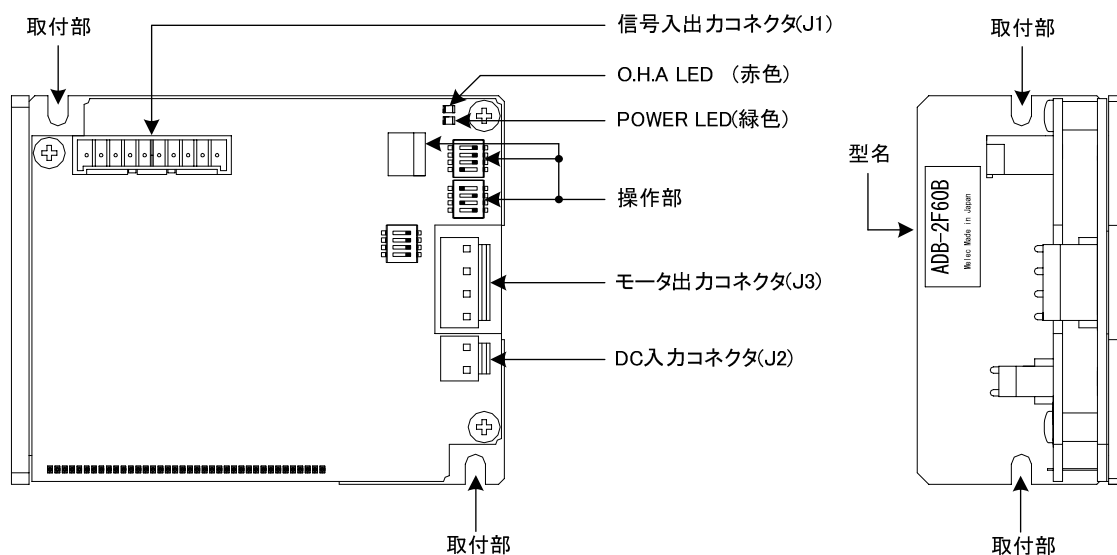 取付部
信号入出力コネクタ(J1)
O.H.A LED （赤色）
POWER LED(緑色)
操作部
モータ出力コネクタ(J3)
DC入力コネクタ(J2)
取付部
取付部
型名
ADB-2F60B
Melec Made in Japan
取付部